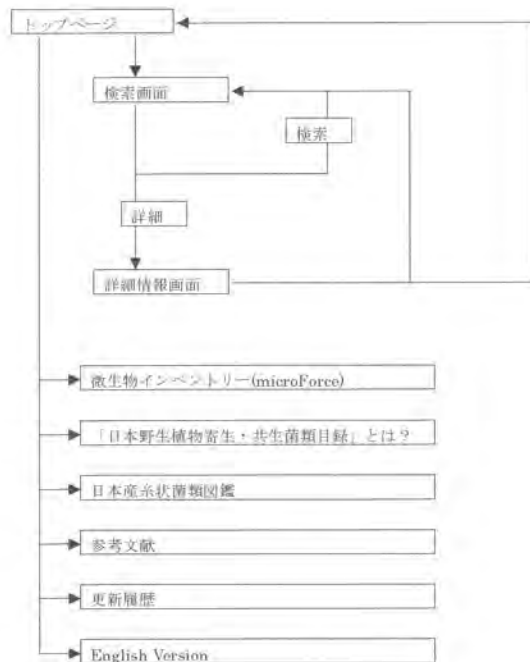 トップページ
検索画面
検索
詳細
詳細情報画面
微生物インベントリー(microForce)
「日本野生植物寄生・共生菌類目録」とは？
日本産糸状菌類図鑑
参考文献
更新履歴
English Version